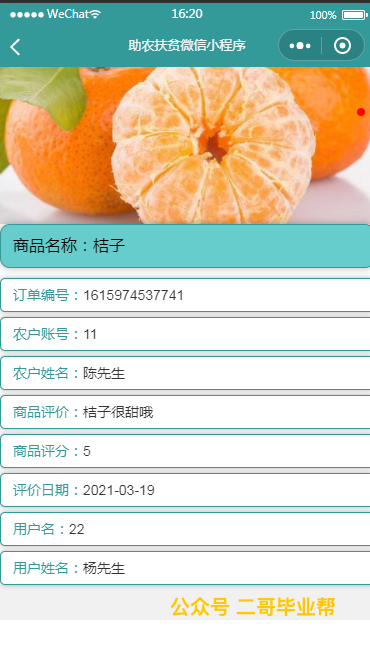 WeChat 16:20 100%
助农扶贫微信小程序
商品名称：桔子
订单编号：1615974537741
农户账号：11
农户姓名：陈先生
商品评价：桔子很甜哦
商品评分：5
评价日期：2021-03-19
用户名：22
用户姓名：杨先生
公众号 二哥毕业帮